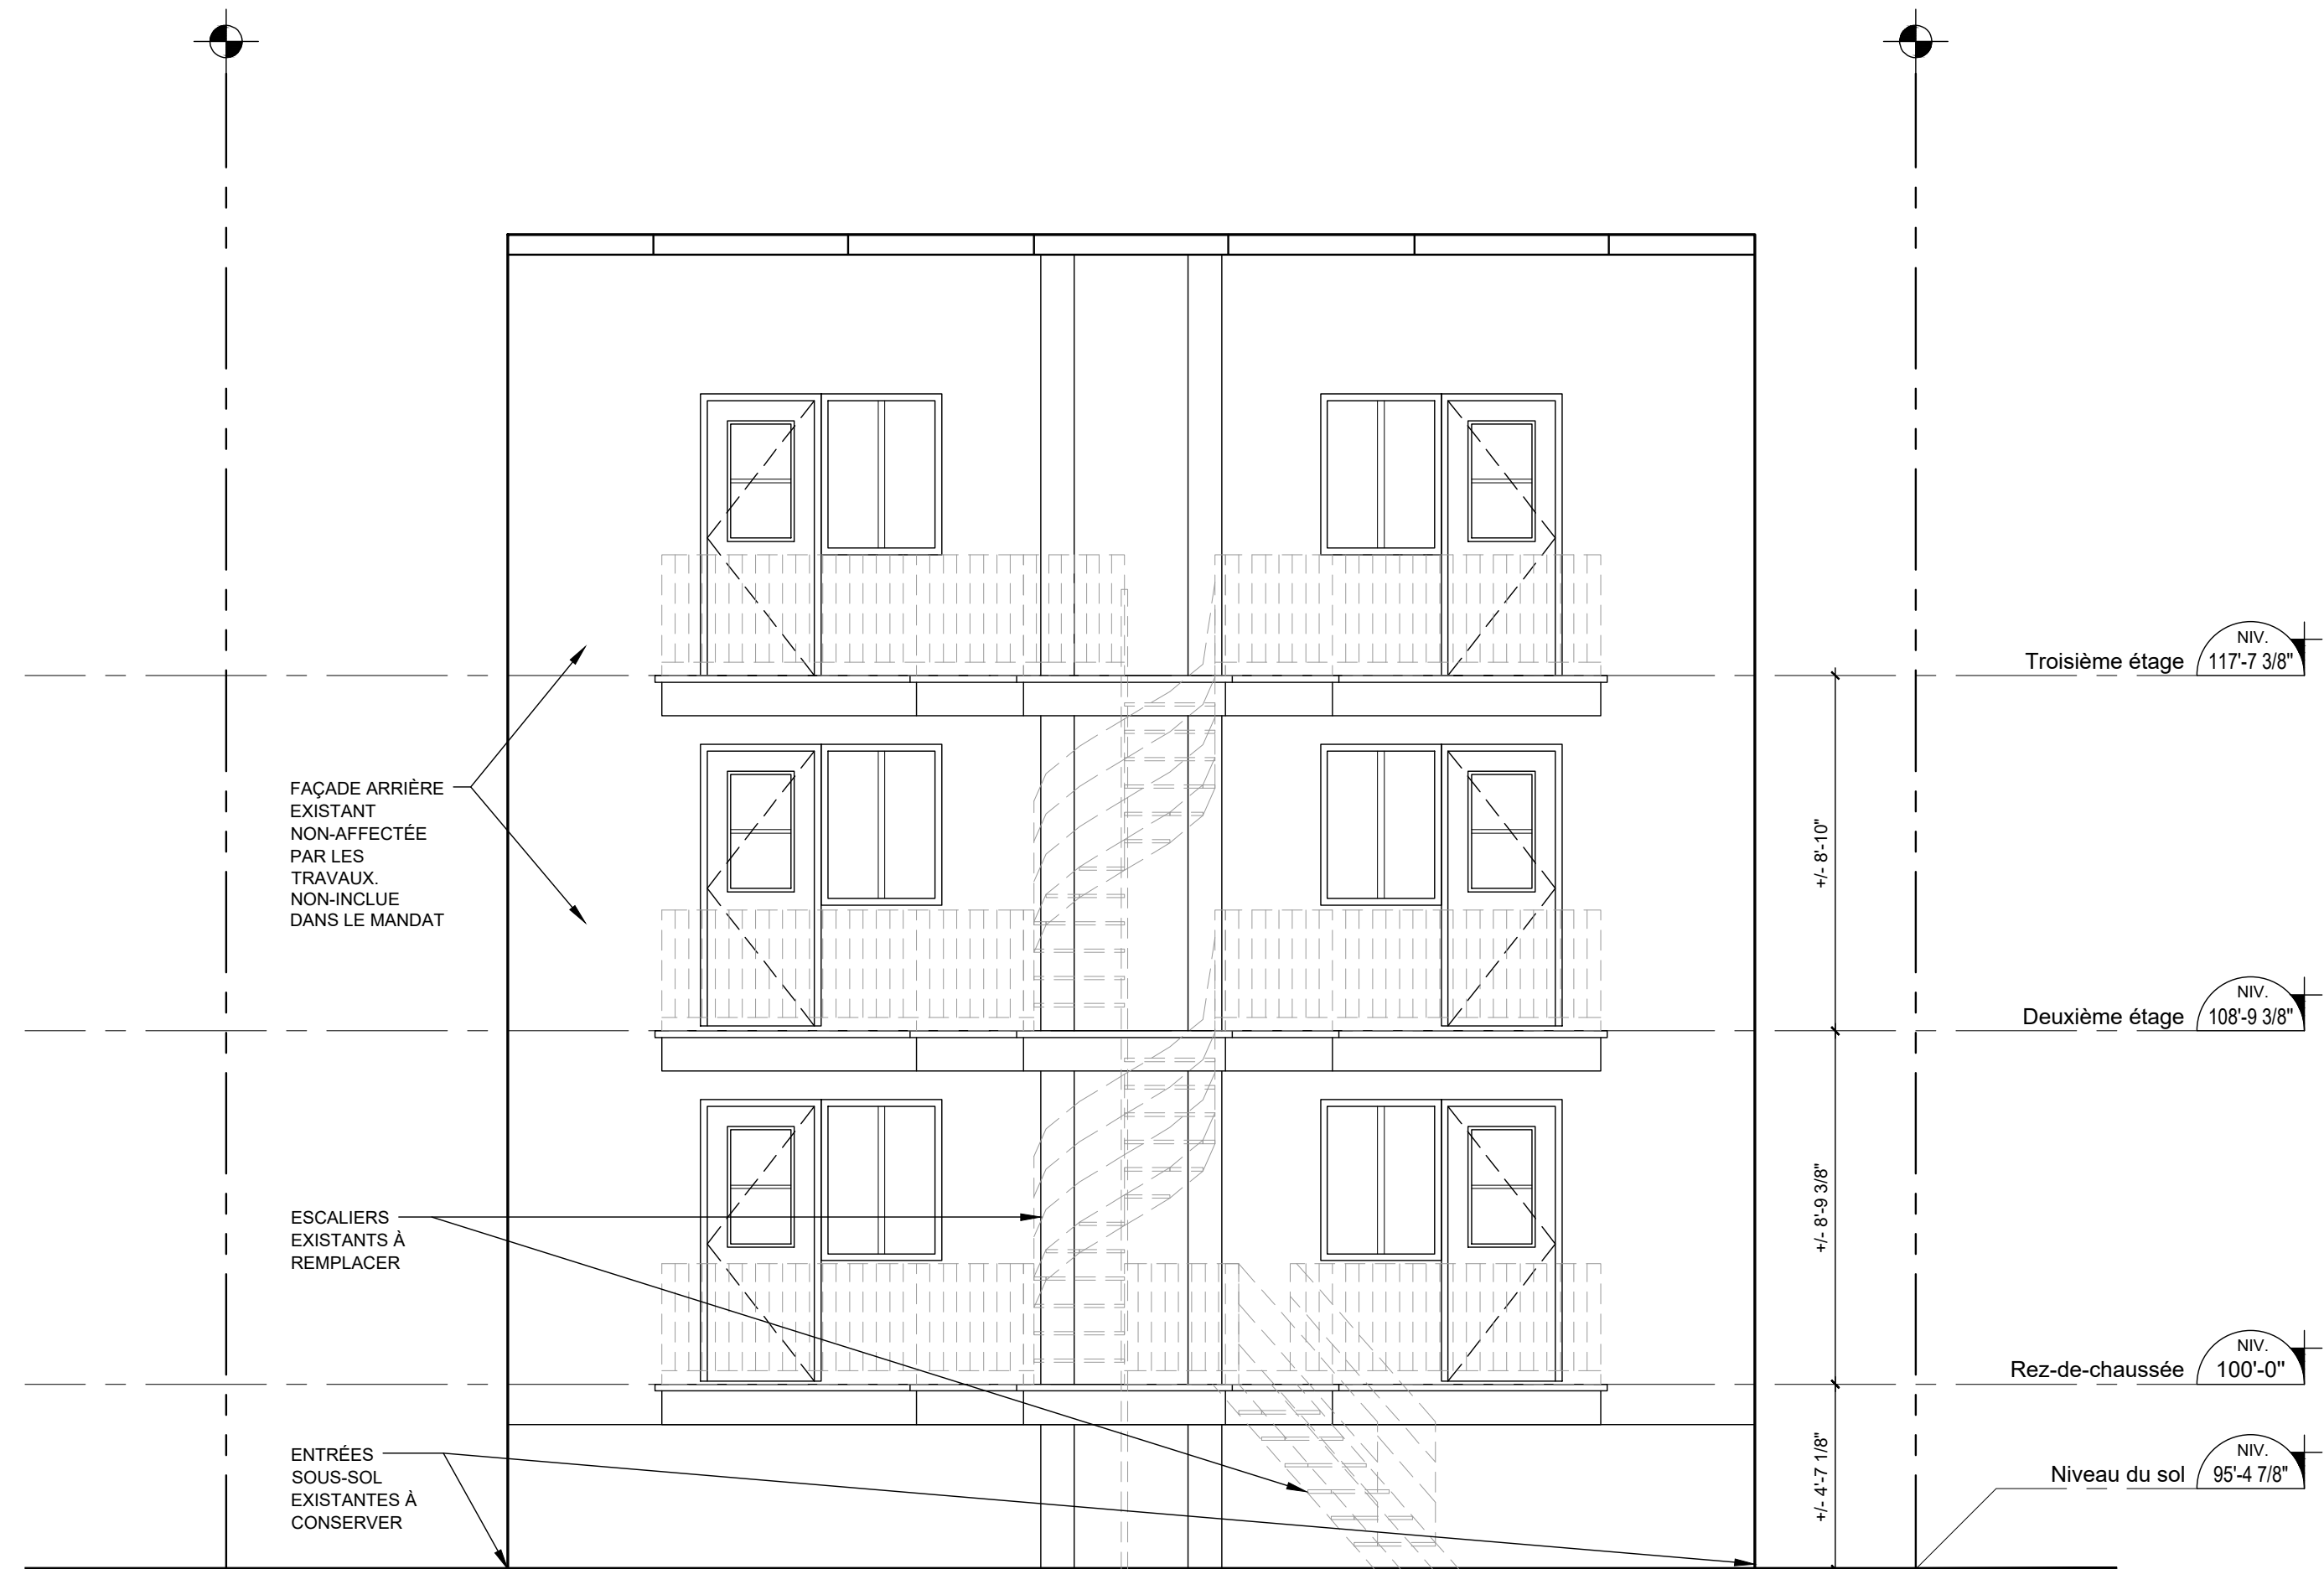 NIV.
Troisième étage 117'-7 3/8"
FAÇADE ARRIÈRE
EXISTANT
NON-AFFECTÉE
PAR LES
TRAVAUX.
NON-INCLUE
DANS LE MANDAT
+/- 8'-10"
NIV.
Deuxième étage 108'-9 3/8"
ESCALIERS
EXISTANTS À
REMPLACER
+/- 8'-9 3/8"
NIV.
Rez-de-chaussée 100'-0"
ENTRÉES
SOUS-SOL
EXISTANTES À
CONSERVER
+/- 4'-7 1/8"
NIV.
Niveau du sol 95'-4 7/8"